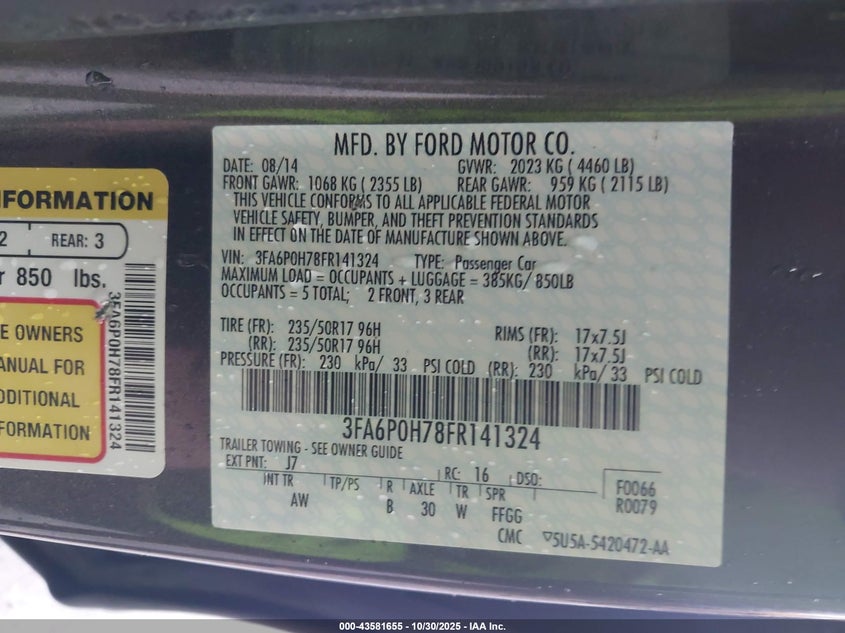 MFD. BY FORD MOTOR CO.
DATE: 08/14 GVWR: 2023 KG ( 4460 LB)
FRONT GAWR: 1068 KG ( 2355 LB) REAR GAWR: 959 KG ( 2115 LB)
THIS VEHICLE CONFORMS TO ALL APPLICABLE FEDERAL MOTOR
VEHICLE SAFETY, BUMPER, AND THEFT PREVENTION STANDARDS
IN EFFECT ON THE DATE OF MANUFACTURE SHOWN ABOVE.
VIN: 3FA6P0H78FR141324 TYPE: Passenger Car
MAXIMUM LOAD = OCCUPANTS + LUGGAGE = 385KG/ 850LB
OCCUPANTS = 5 TOTAL; 2 FRONT, 3 REAR
TIRE (FR): 235/50R17 96H RIMS (FR): 17x7.5J
(RR): 235/50R17 96H (RR): 17x7.5J
PRESSURE (FR): 230 kPa/ 33 PSI COLD (RR): 230 kPa/ 33 PSI COLD
3FA6P0H78FR141324
TRAILER TOWING - SEE OWNER GUIDE
EXT PNT: J7 RC: 16 DSO:
INT TR TP/PS R AXLE TR SPR
AW B 30 W FFGG
F0066
R0079
CMC ▽5U5A-5420472-AA
INFORMATION
2 REAR: 3
r 850 lbs.
E OWNERS
ANUAL FOR
DDITIONAL
FORMATION
3FA6P0H78FR141324
000-43581655 - 10/30/2025 - IAA Inc.